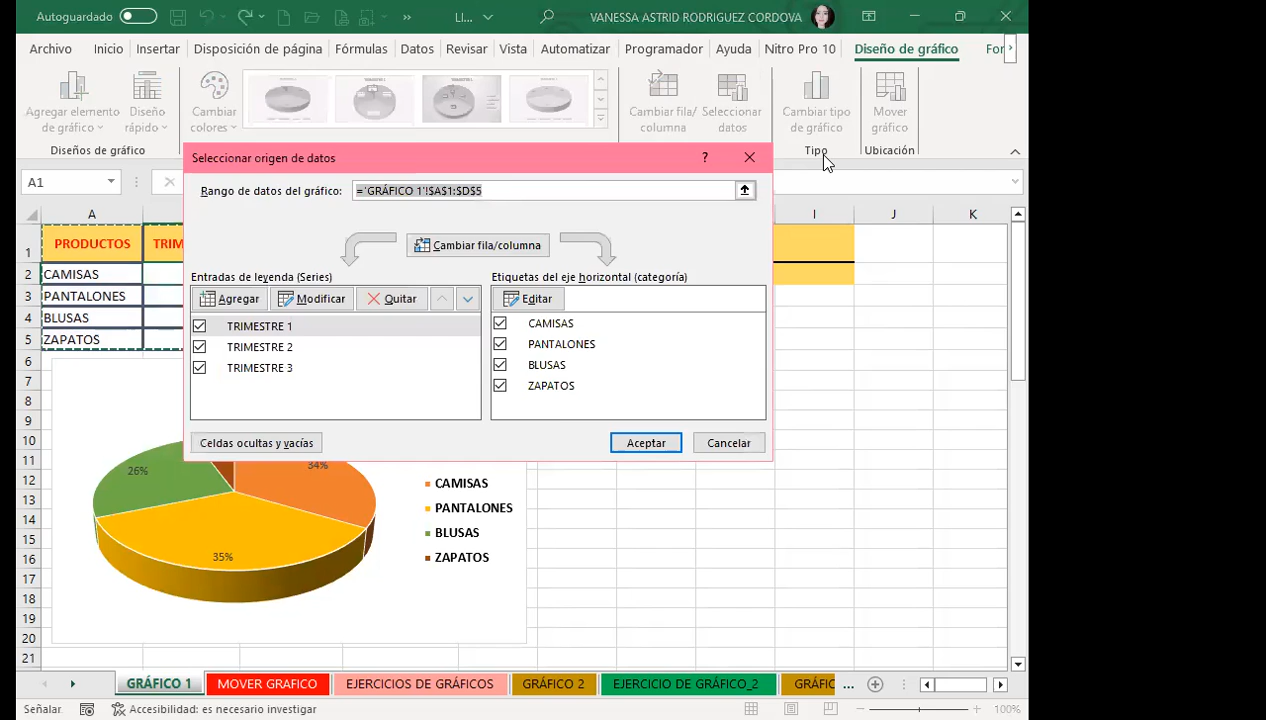 Autoguardado
LI...
VANESSA ASTRID RODRIGUEZ CORDOVA
Archivo Inicio Insertar Disposición de página Fórmulas Datos Revisar Vista Automatizar Programador Ayuda Nitro Pro 10 Diseño de gráfico For
Agregar elemento de gráfico
Diseño rápido
Cambiar colores
Cambiar fila/ columna
Seleccionar datos
Cambiar tipo de gráfico
Mover gráfico
Diseños de gráfico
Tipo
Ubicación
Seleccionar origen de datos
?
A1
Rango de datos del gráfico: ='GRÁFICO 1'!$A$1:$D$5
Cambiar fila/columna
Entradas de leyenda (Series)
Agregar Modificar Quitar
TRIMESTRE 1
TRIMESTRE 2
TRIMESTRE 3
Etiquetas del eje horizontal (categoría)
Editar
CAMISAS
PANTALONES
BLUSAS
ZAPATOS
Celdas ocultas y vacías
Aceptar
Cancelar
A I J K
1 PRODUCTOS TRIM
2 CAMISAS
3 PANTALONES
4 BLUSAS
5 ZAPATOS
6
7
8
9
10
11
12
13
14
15
16
17
18
19
20
21
26%
34%
35%
CAMISAS
PANTALONES
BLUSAS
ZAPATOS
GRÁFICO 1 MOVER GRAFICO EJERCICIOS DE GRÁFICOS GRÁFICO 2 EJERCICIO DE GRÁFICO_2 GRÁFIC ...
Señalar Accesibilidad: es necesario investigar 100%